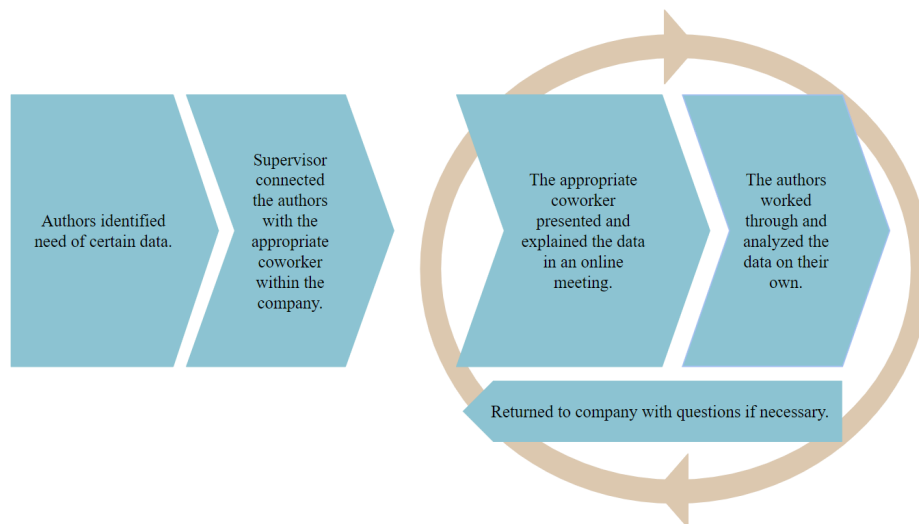 Authors identified
need of certain data.
Supervisor
connected
the authors
with the
appropriate
coworker
within the
company.
The appropriate
coworker
presented and
explained the data
in an online
meeting.
The authors
worked
through and
analyzed the
data on their
own.
Returned to company with questions if necessary.